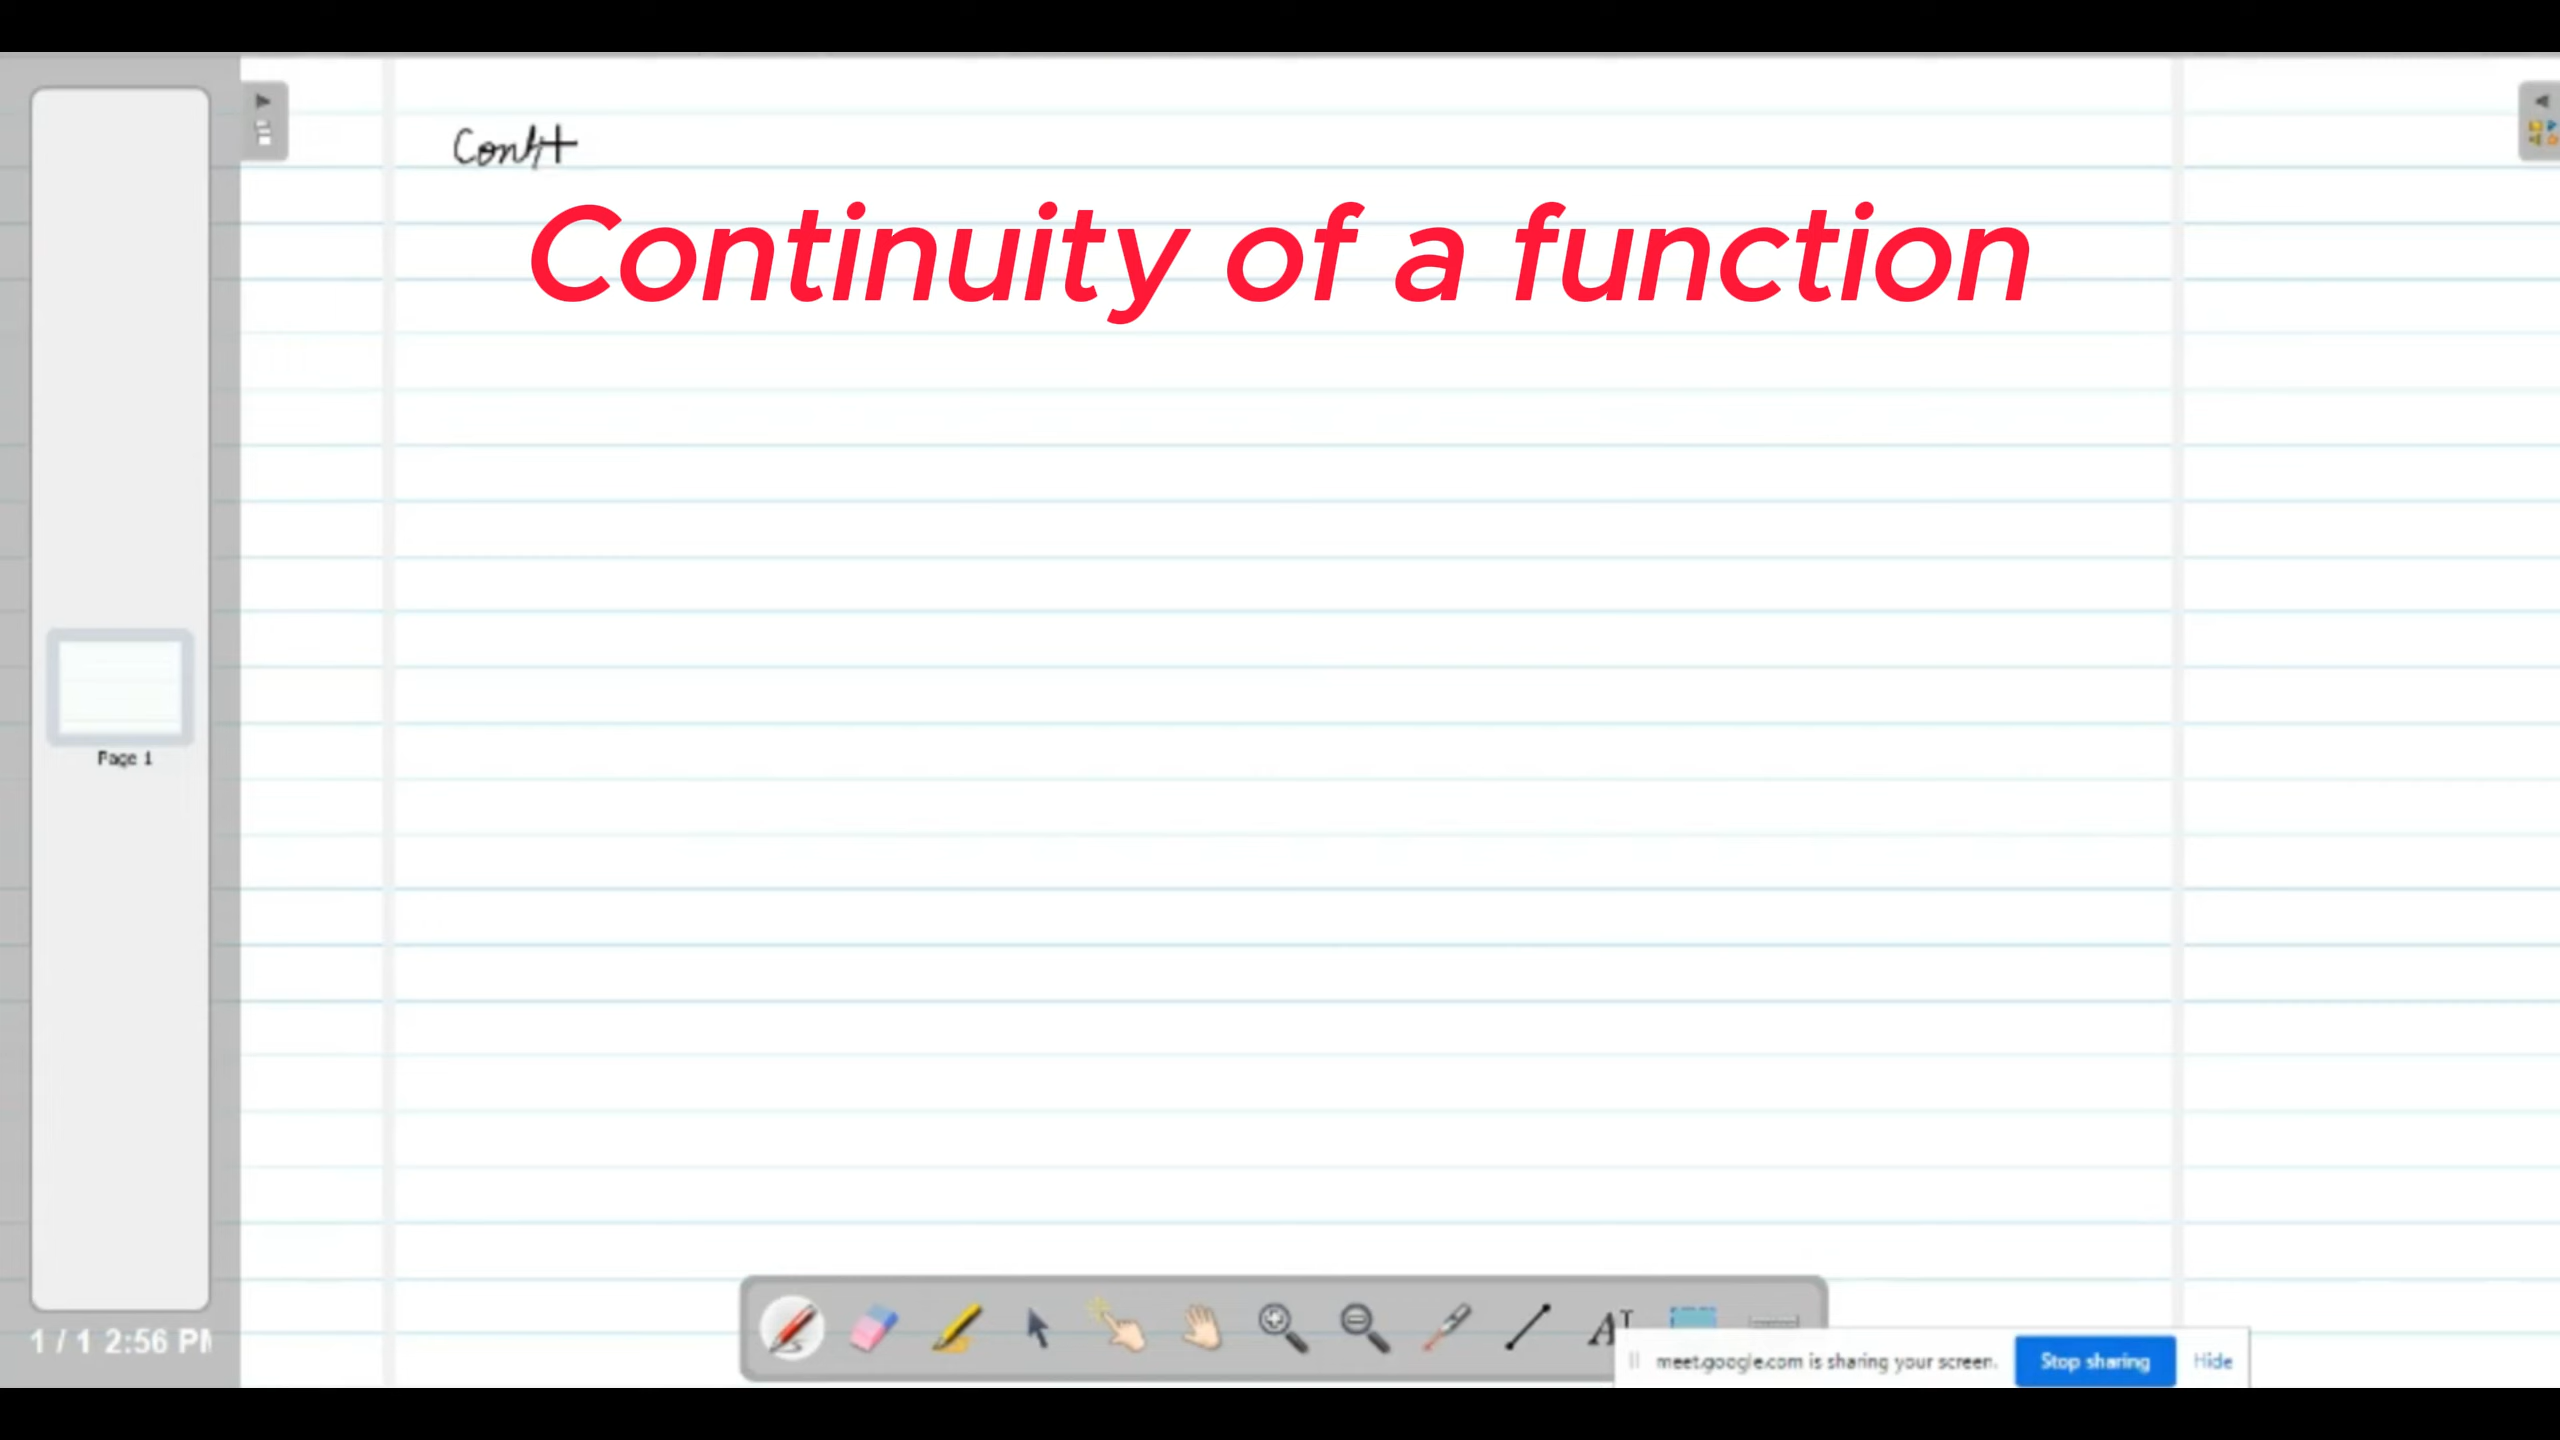 Cont
Continuity of a function
Page 1
1 / 1 2:56 PM
meet.google.com is sharing your screen.
Stop sharing
Hide